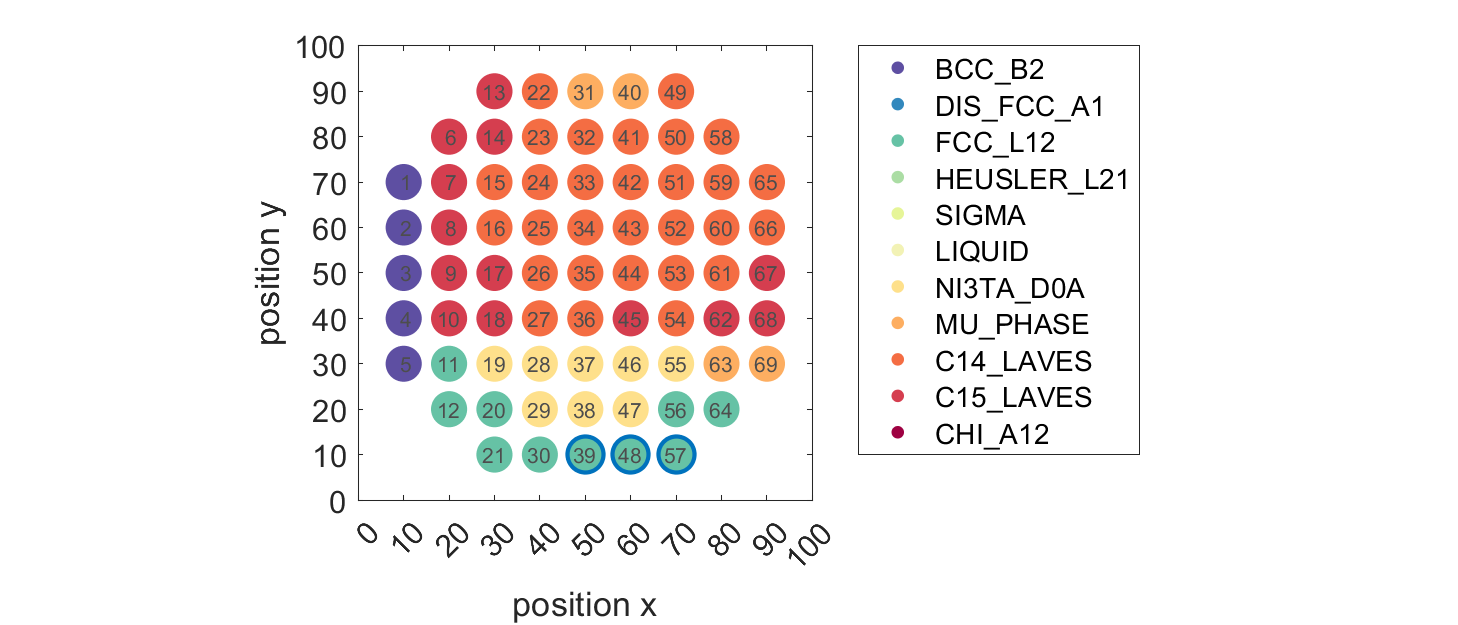 100
90
80
70
60
50
40
30
20
10
0
position y
13 22 31 40 49
6 14 23 32 41 50 58
1 7 15 24 33 42 51 59 65
2 8 16 25 34 43 52 60 66
3 9 17 26 35 44 53 61 67
4 10 18 27 36 45 54 62 68
5 11 19 28 37 46 55 63 69
12 20 29 38 47 56 64
21 30 39 48 57
0 10 20 30 40 50 60 70 80 90 100
position x
BCC_B2
DIS_FCC_A1
FCC_L12
HEUSLER_L21
SIGMA
LIQUID
NI3TA_D0A
MU_PHASE
C14_LAVES
C15_LAVES
CHI_A12